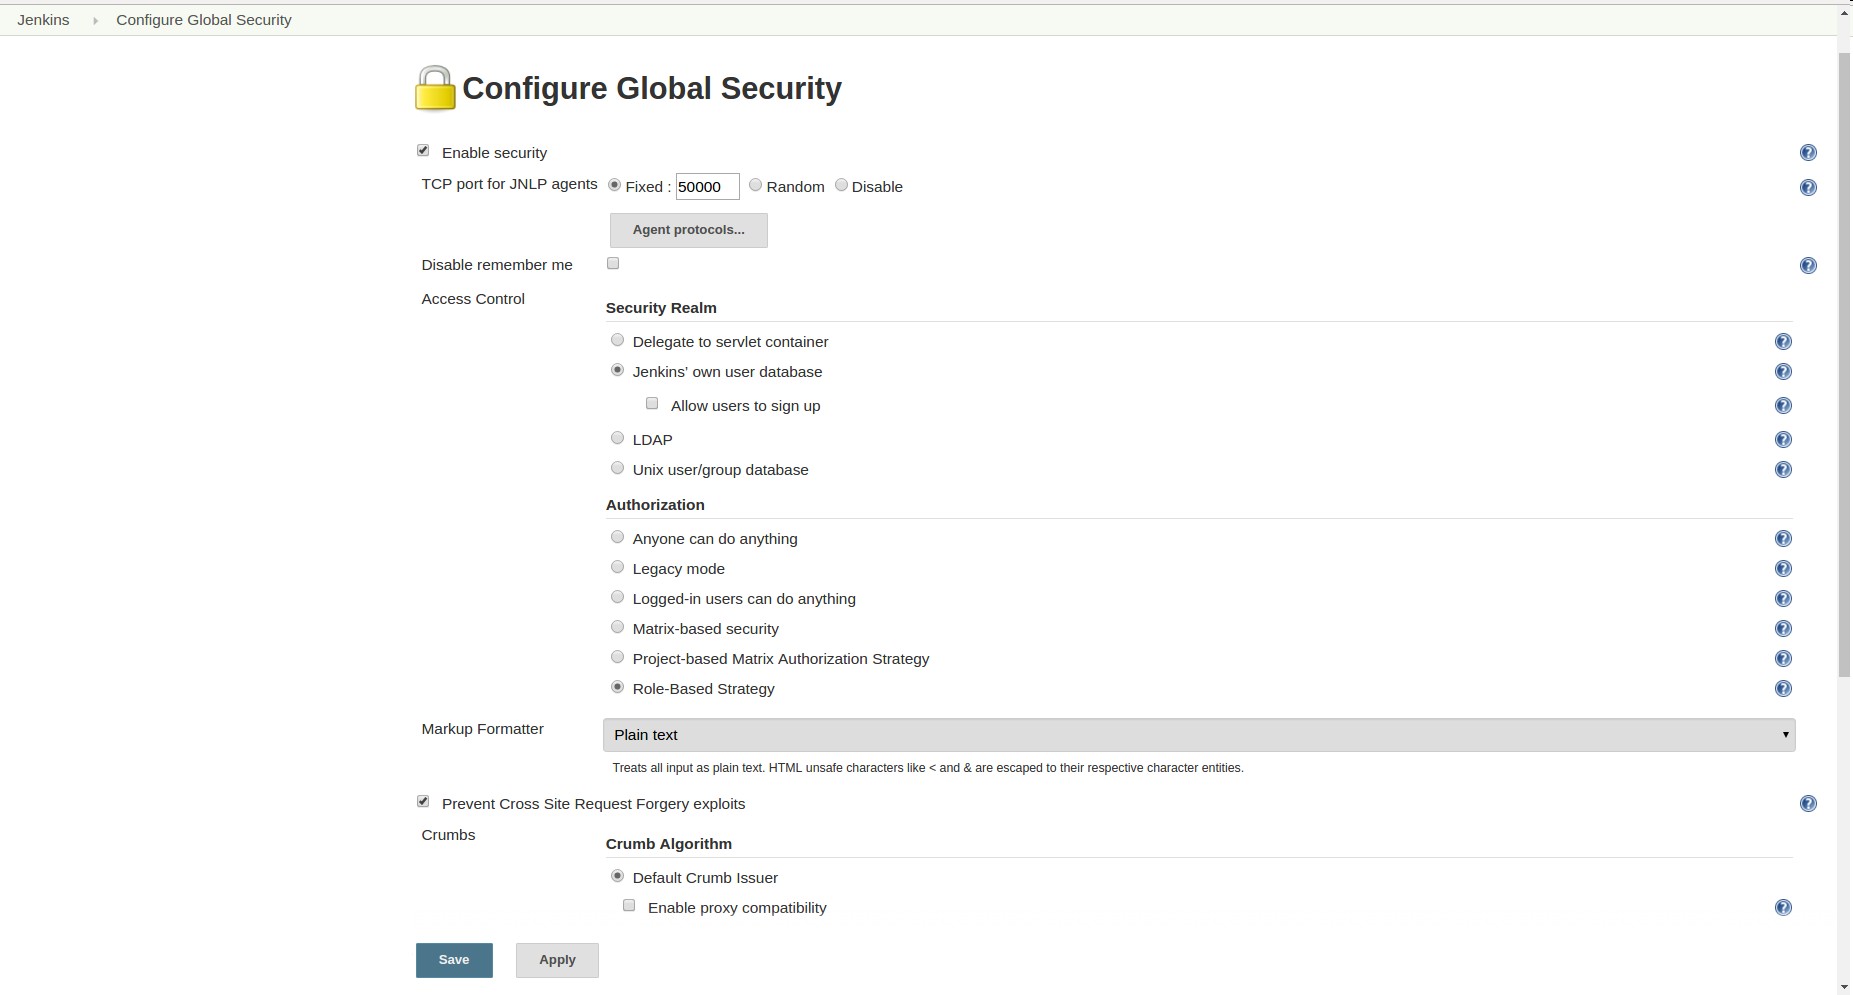 Jenkins Configure Global Security
Configure Global Security
Enable security
TCP port for JNLP agents Fixed : 50000 Random Disable
Agent protocols...
Disable remember me
Access Control
Security Realm
Delegate to servlet container
Jenkins' own user database
Allow users to sign up
LDAP
Unix user/group database
Authorization
Anyone can do anything
Legacy mode
Logged-in users can do anything
Matrix-based security
Project-based Matrix Authorization Strategy
Role-Based Strategy
Markup Formatter Plain text
Treats all input as plain text. HTML unsafe characters like < and & are escaped to their respective character entities.
Prevent Cross Site Request Forgery exploits
Crumbs
Crumb Algorithm
Default Crumb Issuer
Enable proxy compatibility
Save Apply